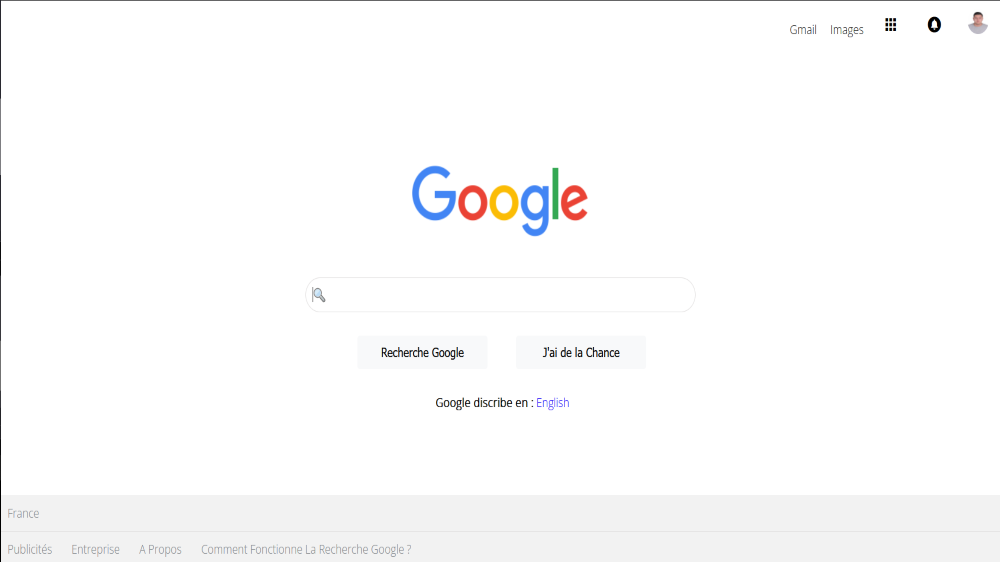 Gmail Images
Google
Recherche Google J'ai de la Chance
Google discribe en : English
France
Publicités Entreprise A Propos Comment Fonctionne La Recherche Google ?